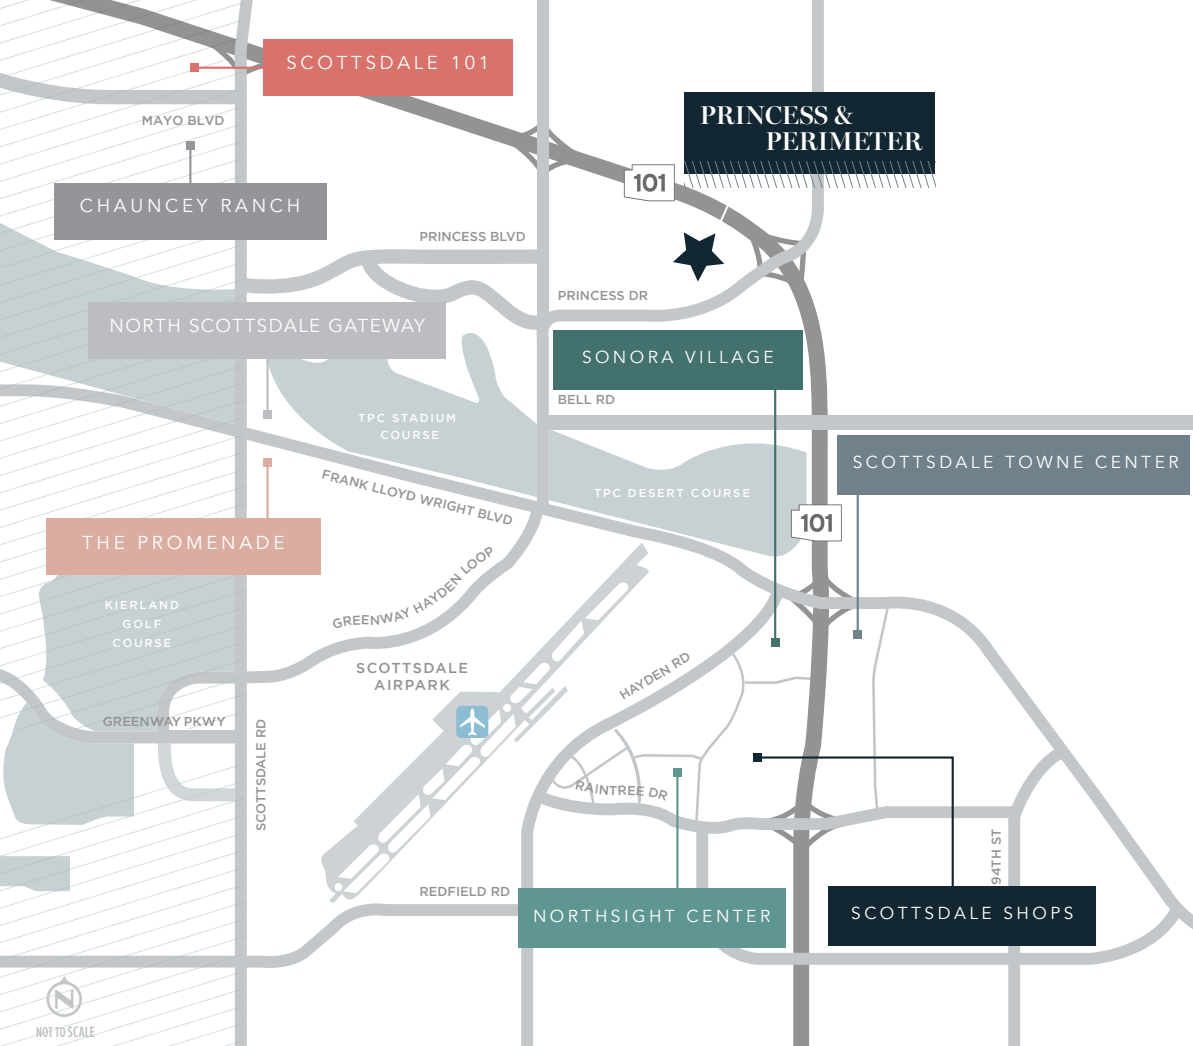 SCOTTSDALE 101
PRINCESS &
PERIMETER
MAYO BLVD
101
CHAUNCEY RANCH
PRINCESS BLVD
PRINCESS DR
NORTH SCOTTSDALE GATEWAY
SONORA VILLAGE
BELL RD
TPC STADIUM
COURSE
SCOTTSDALE TOWNE CENTER
FRANK LLOYD WRIGHT BLVD
TPC DESERT COURSE
101
THE PROMENADE
GREENWAY HAYDEN LOOP
KIERLAND
GOLF
COURSE
SCOTTSDALE
AIRPARK
HAYDEN RD
GREENWAY PKWY
SCOTTSDALE RD
RAINTREE DR
94TH ST
REDFIELD RD
NORTHSIGHT CENTER
SCOTTSDALE SHOPS
N
NOT TO SCALE